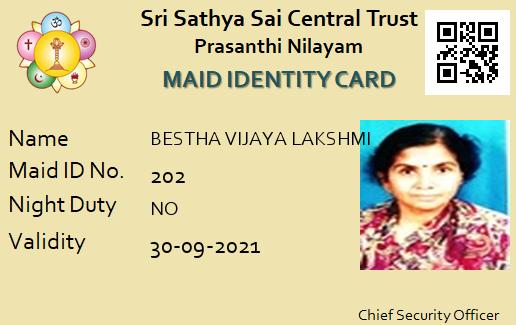 Sri Sathya Sai Central Trust
Prasanthi Nilayam
MAID IDENTITY CARD
Name BESTHA VIJAYA LAKSHMI
Maid ID No. 202
Night Duty NO
Validity 30-09-2021
Chief Security Officer